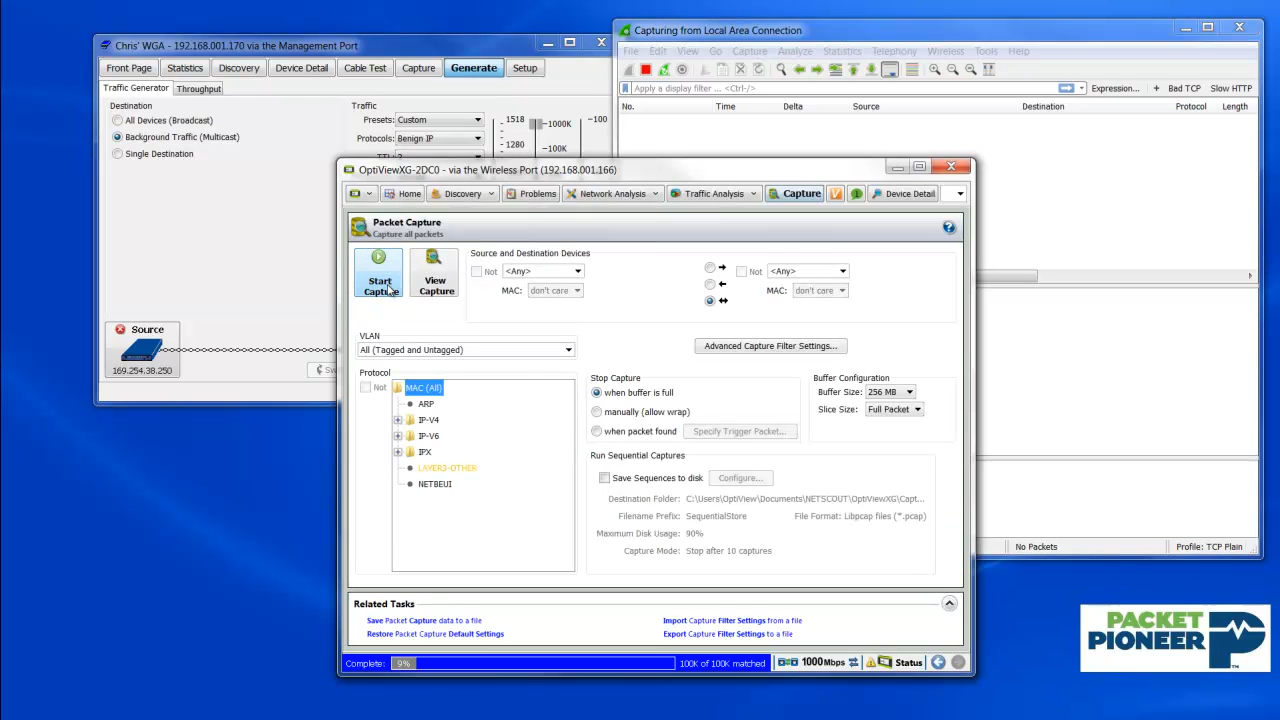 Chris' WGA - 192.168.001.170 via the Management Port
Front Page Statistics Discovery Device Detail Cable Test Capture Generate Setup
Traffic Generator Throughput
Destination
All Devices (Broadcast)
Background Traffic (Multicast)
Single Destination
Traffic
Presets: Custom
Protocols: Benign IP
1518
1280
1000K
100K
100
Source
169.254.38.250
Capturing from Local Area Connection
File Edit View Go Capture Analyze Statistics Telephony Wireless Tools Help
Apply a display filter ... <Ctrl-/>
Expression... + Bad TCP Slow HTTP
No. Time Delta Source Destination Protocol Length
No Packets
Profile: TCP Plain
OptiViewXG-2DC0 - via the Wireless Port (192.168.001.166)
Home Discovery Problems Network Analysis Traffic Analysis Capture Device Detail
Packet Capture
Capture all packets
Start Capture
View Capture
Source and Destination Devices
Not <Any> Not <Any>
MAC: don't care MAC: don't care
VLAN
All (Tagged and Untagged)
Advanced Capture Filter Settings...
Protocol
Not
MAC (All)
ARP
IP-V4
IP-V6
IPX
LAYER3-OTHER
NETBEUI
Stop Capture
when buffer is full
manually (allow wrap)
when packet found Specify Trigger Packet...
Buffer Configuration
Buffer Size: 256 MB
Slice Size: Full Packet
Run Sequential Captures
Save Sequences to disk Configure...
Destination Folder: C:\Users\OptiView\Documents\NETSCOUT\OptiViewXG\Capt...
Filename Prefix: SequentialStore File Format: Libpcap files (*.pcap)
Maximum Disk Usage: 90%
Capture Mode: Stop after 10 captures
Related Tasks
Save Packet Capture data to a file Import Capture Filter Settings from a file
Restore Packet Capture Default Settings Export Capture Filter Settings to a file
Complete: 9% 100K of 100K matched 1000Mbps Status
PACKET
PIONEER